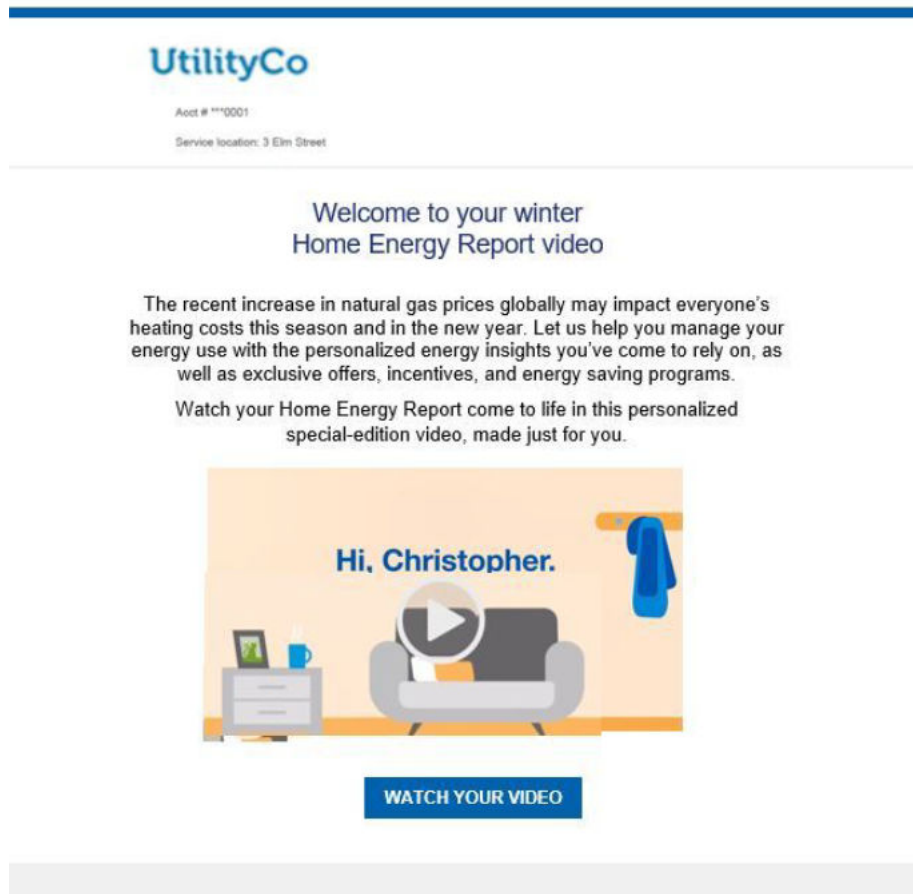 UtilityCo
Acct # ***0001
Service location: 3 Elm Street
Welcome to your winter
Home Energy Report video
The recent increase in natural gas prices globally may impact everyone's
heating costs this season and in the new year. Let us help you manage your
energy use with the personalized energy insights you've come to rely on, as
well as exclusive offers, incentives, and energy saving programs.
Watch your Home Energy Report come to life in this personalized
special-edition video, made just for you.
Hi, Christopher.
WATCH YOUR VIDEO